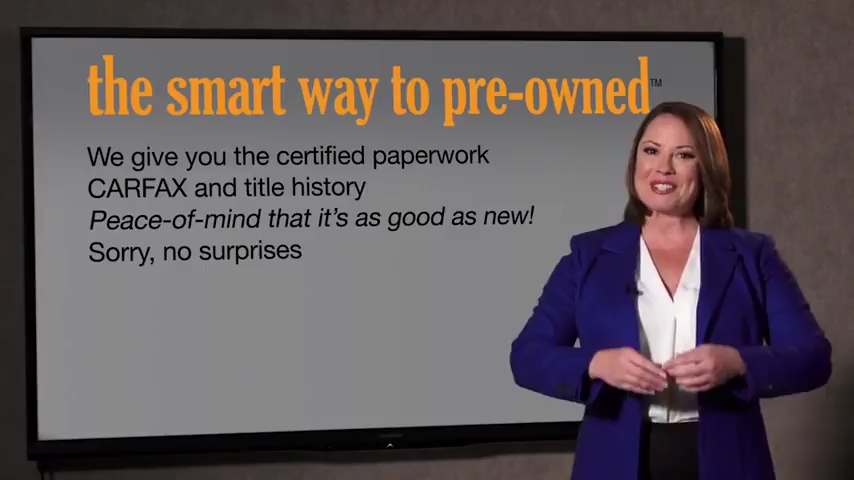 the smart way to pre-owned™
We give you the certified paperwork
CARFAX and title history
Peace-of-mind that it's as good as new!
Sorry, no surprises